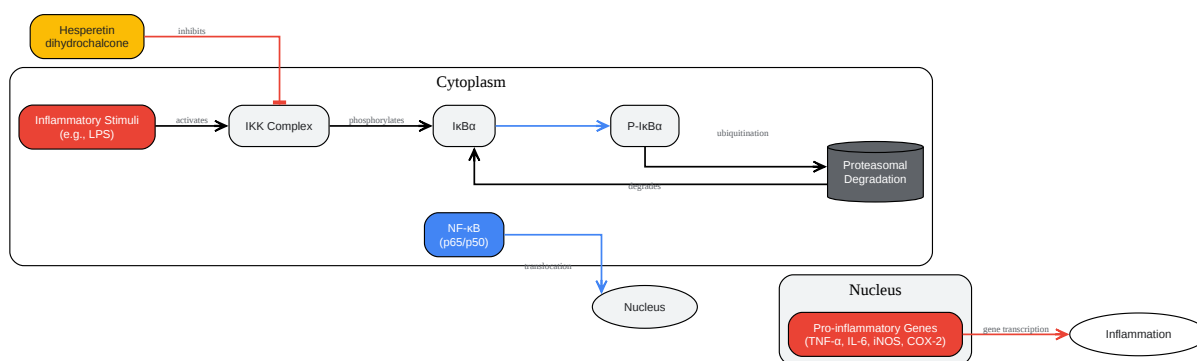 Hesperetin
dihydrochalcone
inhibits
Cytoplasm
Inflammatory Stimuli
(e.g., LPS)
activates
IKK Complex
phosphorylates
IκBα
P-IκBα
ubiquitination
Proteasomal
Degradation
degrades
NF-κB
(p65/p50)
translocation
Nucleus
Nucleus
Pro-inflammatory Genes
(TNF-α, IL-6, iNOS, COX-2)
gene transcription
Inflammation